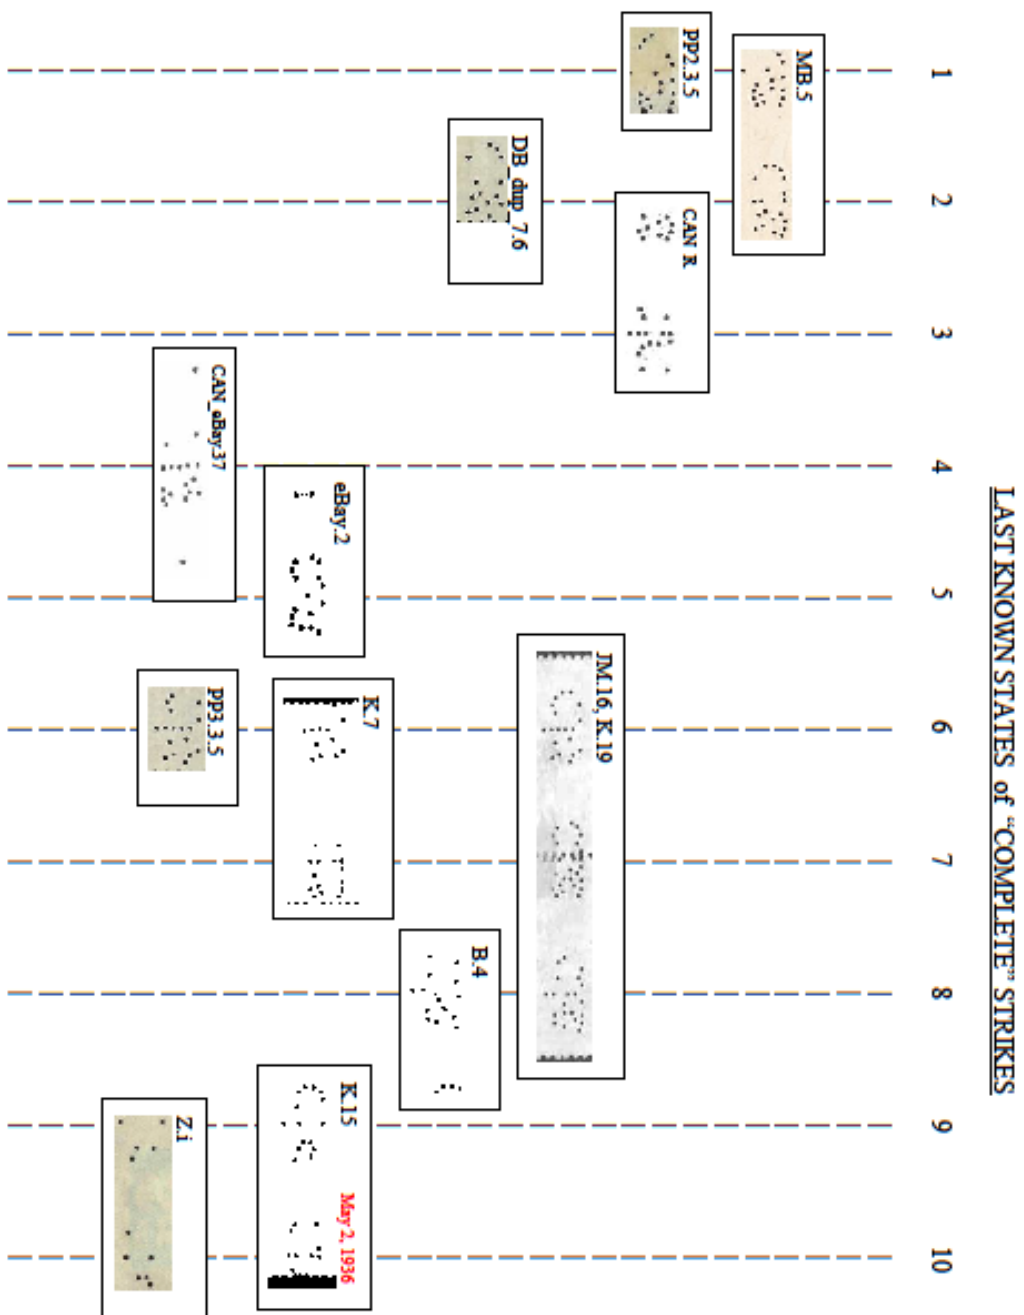 LAST KNOWN STATES of "COMPLETE" STRIKES
1
2
3
4
5
6
7
8
9
10
MB.5
PP2.3.5
CAN R
DB_dup_7.6
JM.16, K.19
B.4
K.7
eBay.2
K.15
May 2, 1936
CAN_eBay.37
PP3.3.5
Z.i